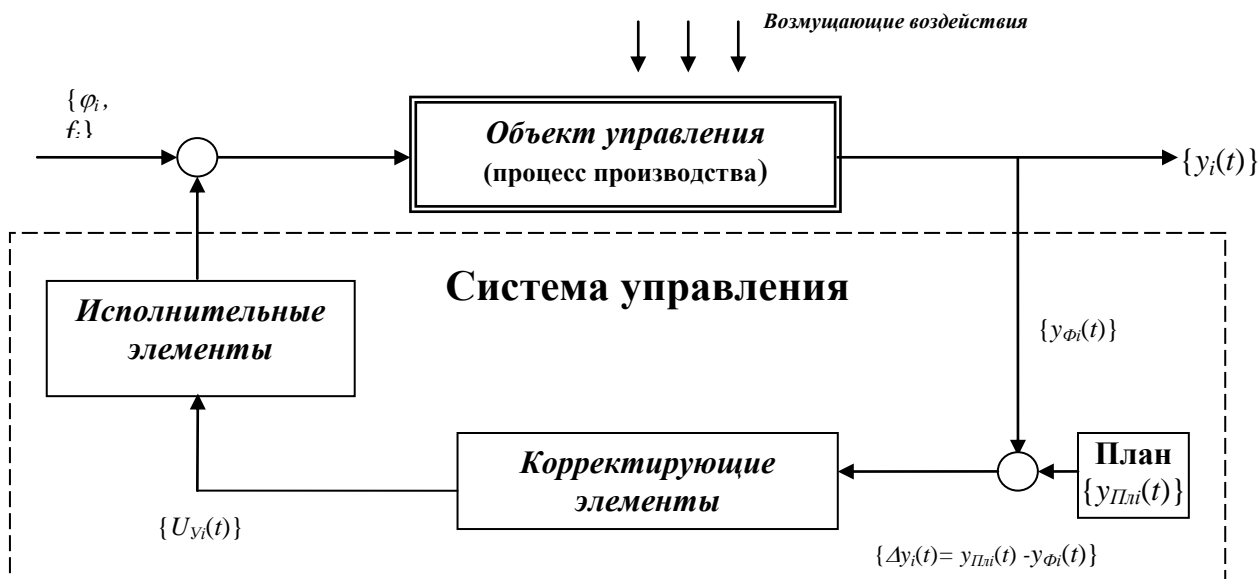 Возмущающие воздействия
{φi,
fi}
Объект управления
(процесс производства)
{yi(t)}
Система управления
Исполнительные
элементы
{yФi(t)}
Корректирующие
элементы
План
{yПлi(t)}
{UУi(t)}
{Δyi(t)= yПлi(t) -yФi(t)}